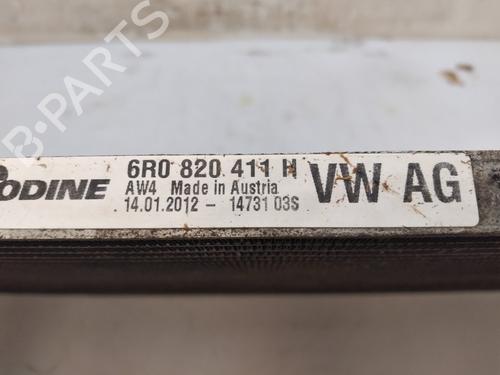 B-PARTS
ODINE
6R0 820 411 H
AW4 Made in Austria
14.01.2012 - 14731 03S
VW AG